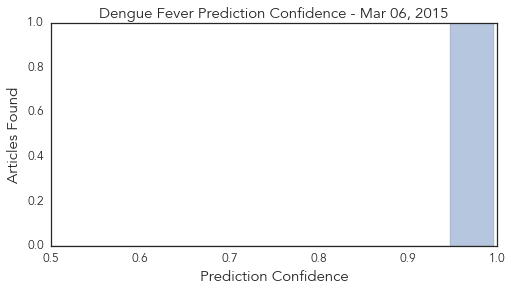 Dengue Fever Prediction Confidence - Mar 06, 2015
1.0
0.8
0.6
0.4
0.2
0.0
Articles Found
0.5 0.6 0.7 0.8 0.9 1.0
Prediction Confidence